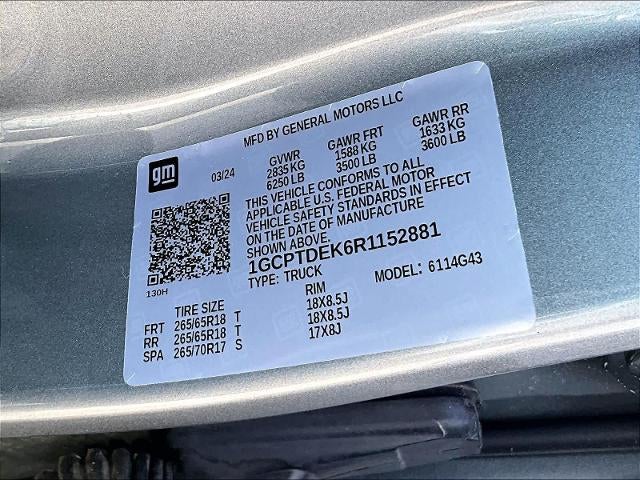 MFD BY GENERAL MOTORS LLC
gm 03/24 GVWR GAWR FRT GAWR RR
2835 KG 1588 KG 1633 KG
6250 LB 3500 LB 3600 LB
THIS VEHICLE CONFORMS TO ALL
APPLICABLE U.S. FEDERAL MOTOR
VEHICLE SAFETY STANDARDS IN EFFECT
ON THE DATE OF MANUFACTURE
SHOWN ABOVE.
1GCPTDEK6R1152881
TYPE: TRUCK MODEL: 6114G43
130H
TIRE SIZE RIM
FRT 265/65R18 T 18X8.5J
RR 265/65R18 T 18X8.5J
SPA 265/70R17 S 17X8J